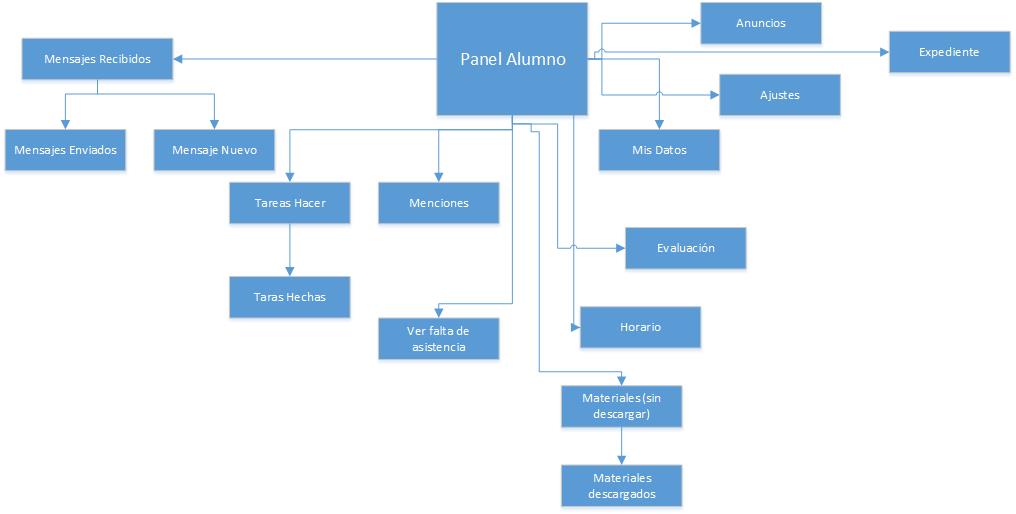 Panel Alumno
Anuncios
Expediente
Mensajes Recibidos
Ajustes
Mensajes Enviados
Mensaje Nuevo
Mis Datos
Tareas Hacer
Menciones
Evaluación
Taras Hechas
Ver falta de
asistencia
Horario
Materiales (sin
descargar)
Materiales
descargados